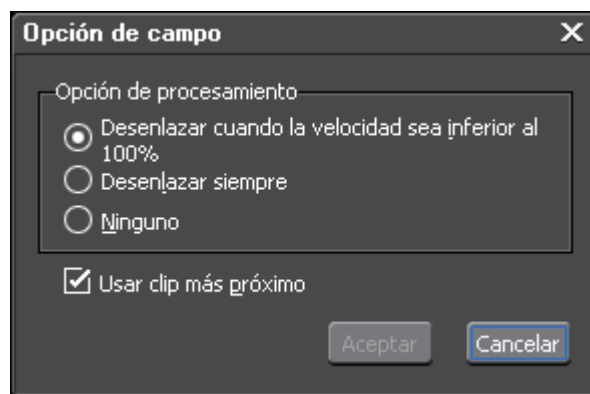 Opción de campo
Opción de procesamiento
Desenlazar cuando la velocidad sea inferior al
100%
Desenlazar siempre
Ninguno
Usar clip más próximo
Aceptar
Cancelar